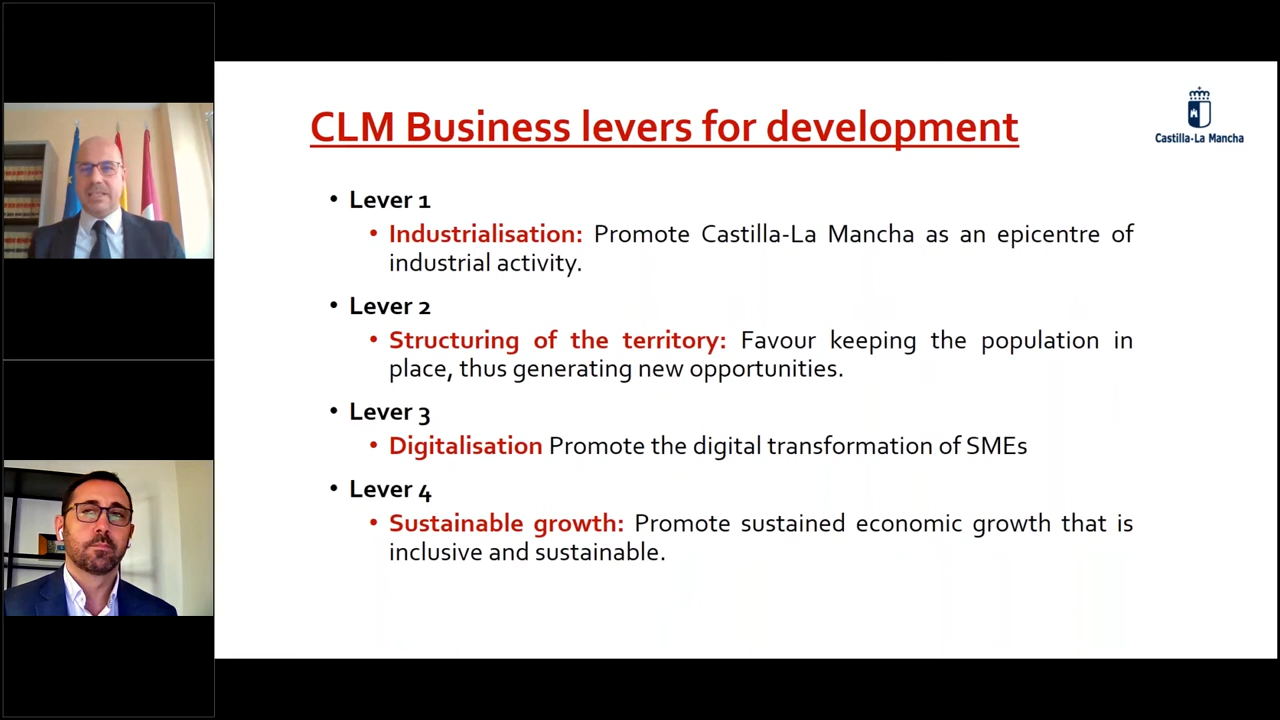 CLM Business levers for development
Castilla-La Mancha
• Lever 1
• Industrialisation: Promote Castilla-La Mancha as an epicentre of
industrial activity.
• Lever 2
• Structuring of the territory: Favour keeping the population in
place, thus generating new opportunities.
• Lever 3
• Digitalisation Promote the digital transformation of SMEs
• Lever 4
• Sustainable growth: Promote sustained economic growth that is
inclusive and sustainable.